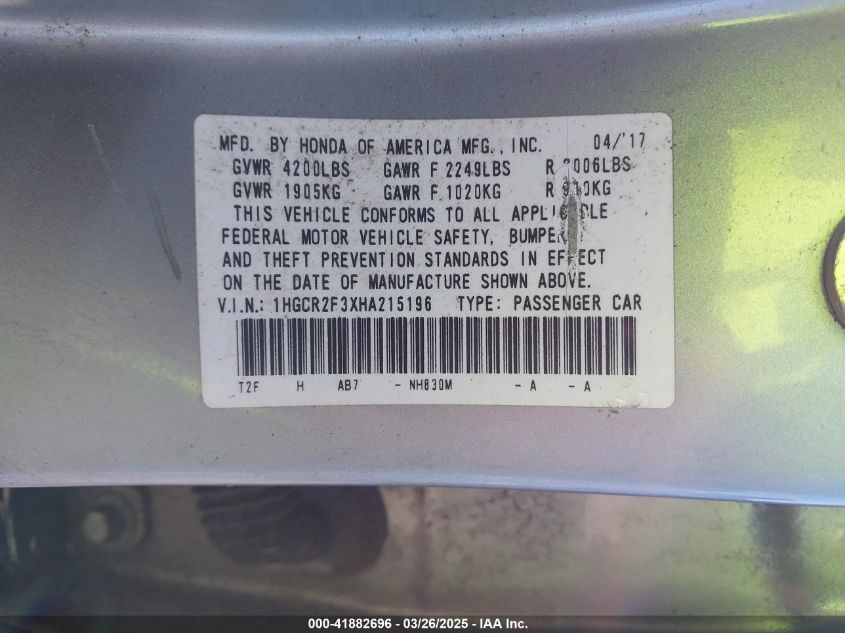 MFD. BY HONDA OF AMERICA MFG., INC. 04/'17
GVWR 4200LBS GAWR F 2249LBS R
GVWR 1905KG GAWR F 1020KG R
THIS VEHICLE CONFORMS TO ALL APPLICABLE
FEDERAL MOTOR VEHICLE SAFETY, BUMPER
AND THEFT PREVENTION STANDARDS IN EFFECT
ON THE DATE OF MANUFACTURE SHOWN ABOVE.
V.I.N.: 1HGCR2F3XHA215196 TYPE: PASSENGER CAR
T2F H AB7 - NH830M - A - A
000-41882696 - 03/26/2025 - IAA Inc.